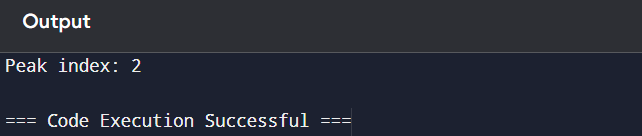 Output
Peak index: 2
=== Code Execution Successful ===